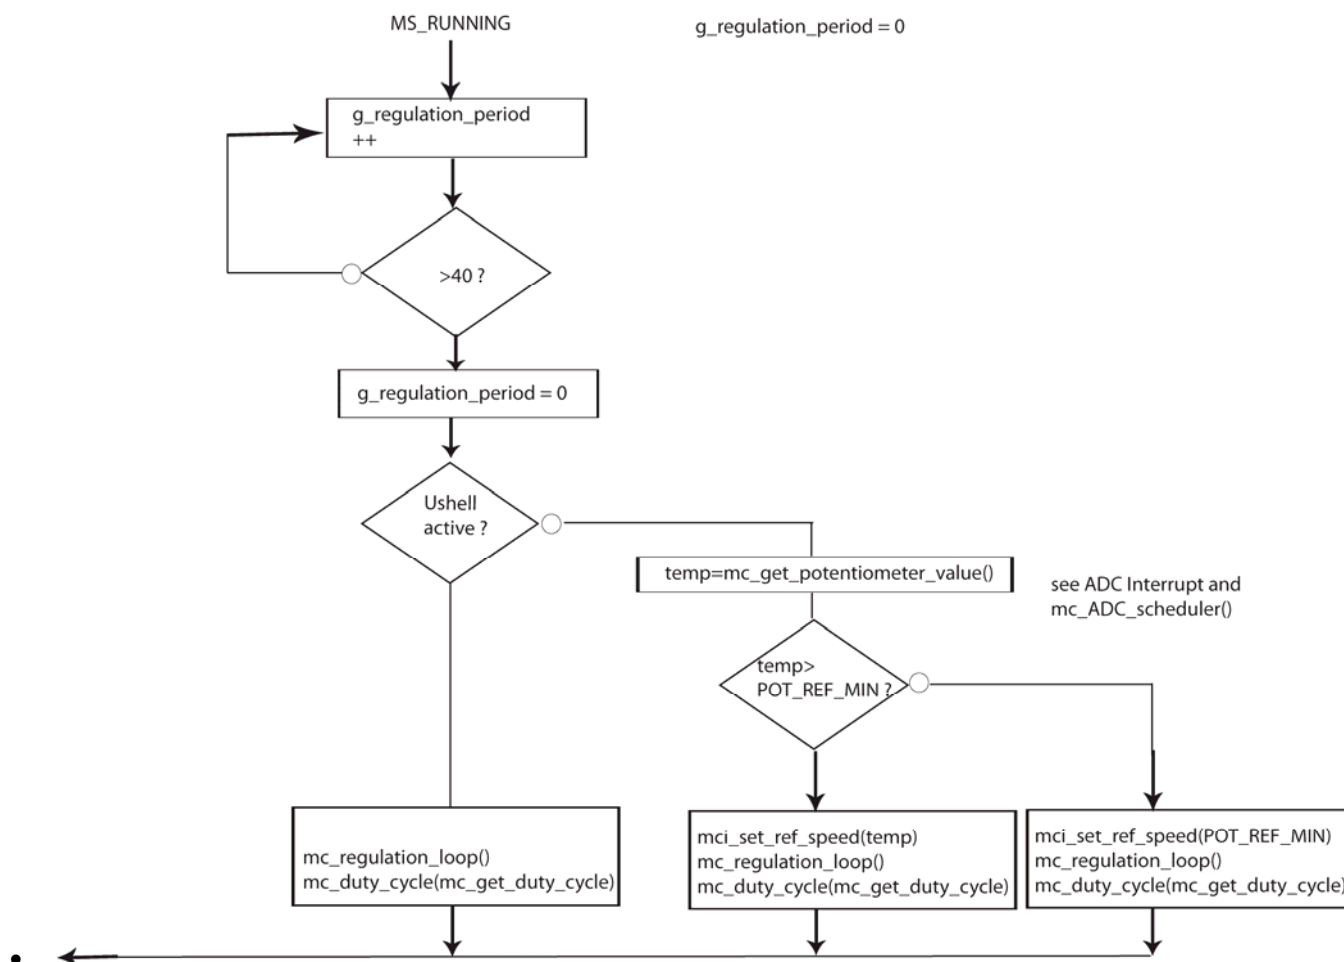 MS_RUNNING
g_regulation_period = 0
g_regulation_period
++
>40 ?
g_regulation_period = 0
Ushell
active ?
temp=mc_get_potentiometer_value()
see ADC Interrupt and
mc_ADC_scheduler()
temp>
POT_REF_MIN ?
mc_regulation_loop()
mc_duty_cycle(mc_get_duty_cycle)
mci_set_ref_speed(temp)
mc_regulation_loop()
mc_duty_cycle(mc_get_duty_cycle)
mci_set_ref_speed(POT_REF_MIN)
mc_regulation_loop()
mc_duty_cycle(mc_get_duty_cycle)